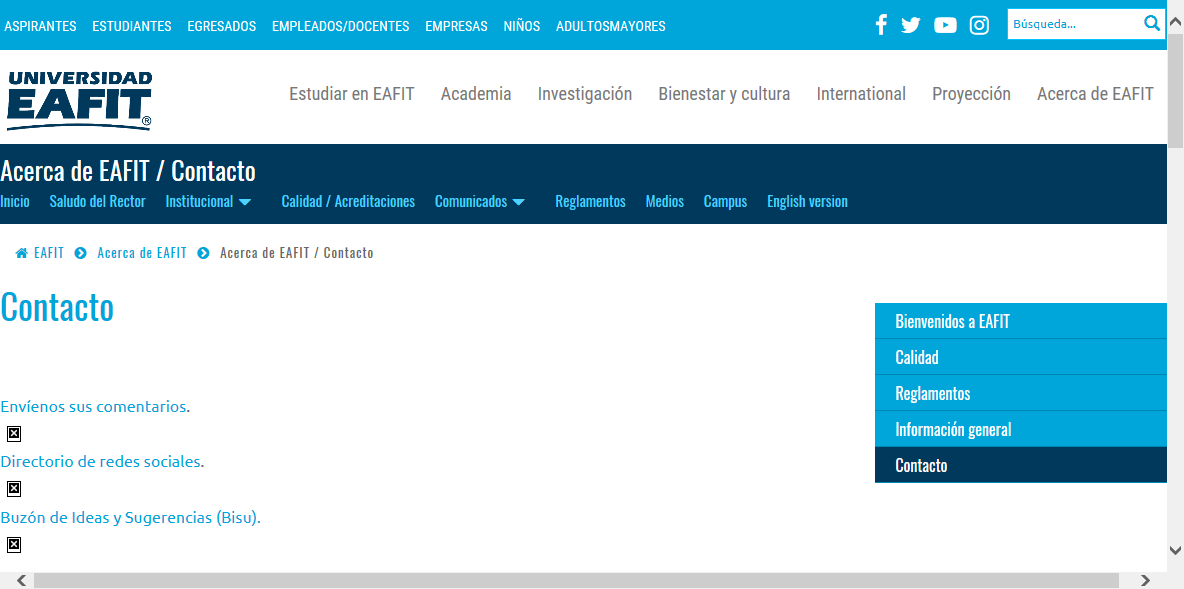 ASPIRANTES ESTUDIANTES EGRESADOS EMPLEADOS/DOCENTES EMPRESAS NIÑOS ADULTOSMAYORES Búsqueda...
UNIVERSIDAD
EAFIT®
Estudiar en EAFIT Academia Investigación Bienestar y cultura International Proyección Acerca de EAFIT
Acerca de EAFIT / Contacto
Inicio Saludo del Rector Institucional Calidad / Acreditaciones Comunicados Reglamentos Medios Campus English version
EAFIT Acerca de EAFIT Acerca de EAFIT / Contacto
Contacto
Bienvenidos a EAFIT
Calidad
Reglamentos
Información general
Contacto
Envíenos sus comentarios.
Directorio de redes sociales.
Buzón de Ideas y Sugerencias (Bisu).